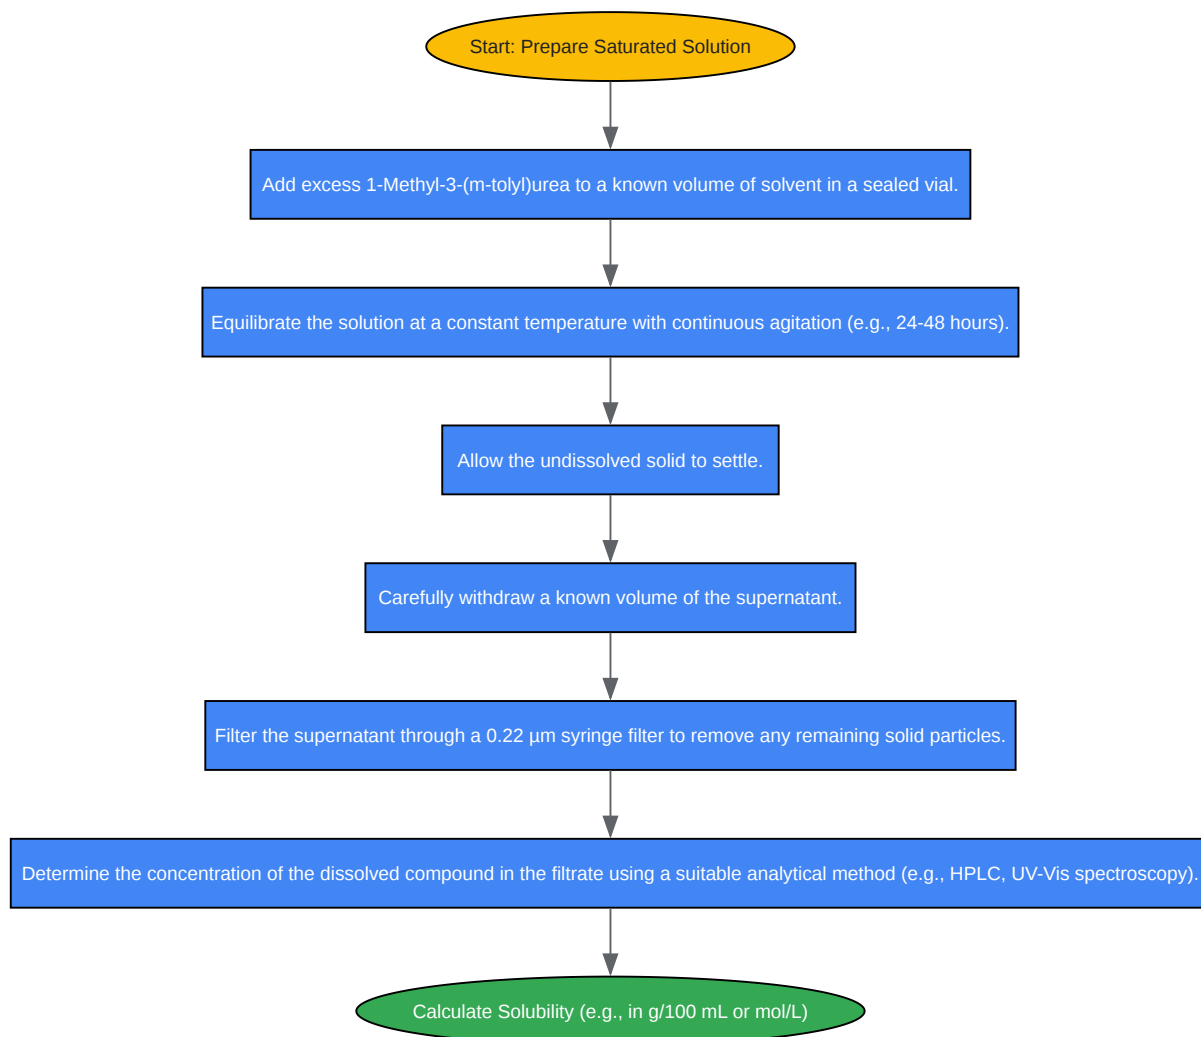 Start: Prepare Saturated Solution
Add excess 1-Methyl-3-(m-tolyl)urea to a known volume of solvent in a sealed vial.
Equilibrate the solution at a constant temperature with continuous agitation (e.g., 24-48 hours).
Allow the undissolved solid to settle.
Carefully withdraw a known volume of the supernatant.
Filter the supernatant through a 0.22 µm syringe filter to remove any remaining solid particles.
Determine the concentration of the dissolved compound in the filtrate using a suitable analytical method (e.g., HPLC, UV-Vis spectroscopy).
Calculate Solubility (e.g., in g/100 mL or mol/L)